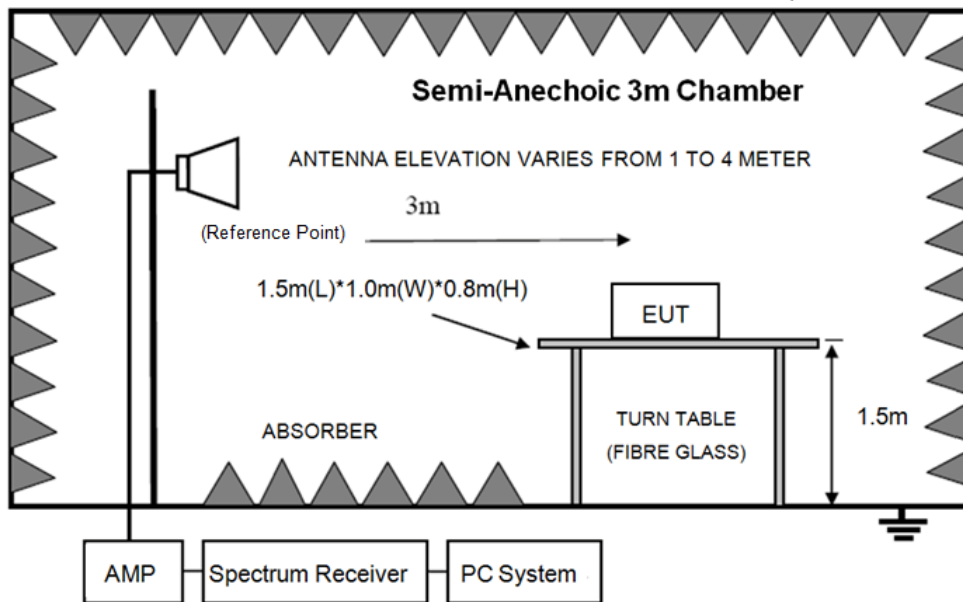 Semi-Anechoic 3m Chamber
ANTENNA ELEVATION VARIES FROM 1 TO 4 METER
3m
(Reference Point)
1.5m(L)*1.0m(W)*0.8m(H)
EUT
1.5m
ABSORBER
TURN TABLE
(FIBRE GLASS)
AMP
Spectrum Receiver
PC System